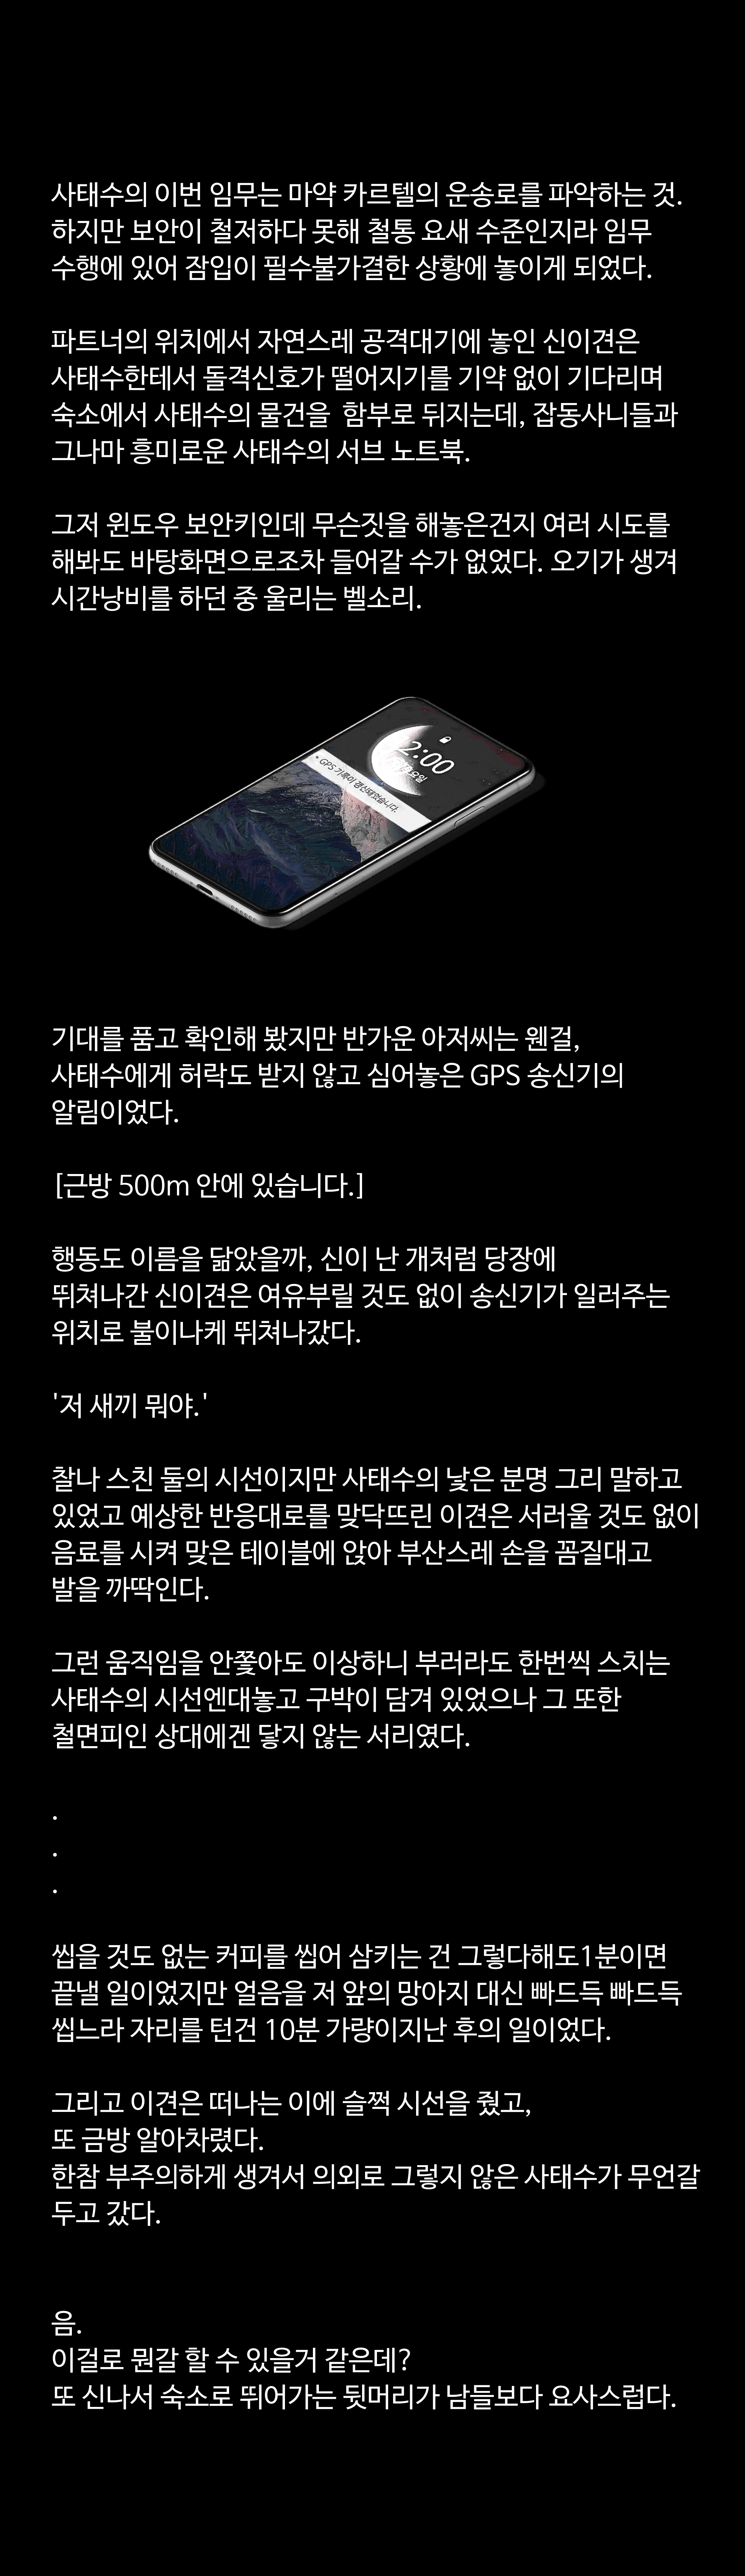 사태수의 이번 임무는 마약 카르텔의 운송로를 파악하는 것.
하지만 보안이 철저하다 못해 철통 요새 수준인지라 임무
수행에 있어 잠입이 필수불가결한 상황에 놓이게 되었다.
파트너의 위치에서 자연스레 공격대기에 놓인 신이견은
사태수한테서 돌격신호가 떨어지기를 기약 없이 기다리며
숙소에서 사태수의 물건을  함부로 뒤지는데, 잡동사니들과
그나마 흥미로운 사태수의 서브 노트북.
그저 윈도우 보안키인데 무슨짓을 해놓은건지 여러 시도를
해봐도 바탕화면으로조차 들어갈 수가 없었다. 오기가 생겨
시간낭비를 하던 중 울리는 벨소리.
2:00
요일
• GPS 기록이 갱신돼었습니다.
기대를 품고 확인해 봤지만 반가운 아저씨는 웬걸,
사태수에게 허락도 받지 않고 심어놓은 GPS 송신기의
알림이었다.
[근방 500m 안에 있습니다.]
행동도 이름을 닮았을까, 신이 난 개처럼 당장에
뛰쳐나간 신이견은 여유부릴 것도 없이 송신기가 일러주는
위치로 불이나케 뛰쳐나갔다.
'저 새끼 뭐야.'
찰나 스친 둘의 시선이지만 사태수의 낯은 분명 그리 말하고
있었고 예상한 반응대로를 맞닥뜨린 이견은 서러울 것도 없이
음료를 시켜 맞은 테이블에 앉아 부산스레 손을 꼼질대고
발을 까딱인다.
그런 움직임을 안쫓아도 이상하니 부러라도 한번씩 스치는
사태수의 시선엔대놓고 구박이 담겨 있었으나 그 또한
철면피인 상대에겐 닿지 않는 서리였다.
.
.
.
씹을 것도 없는 커피를 씹어 삼키는 건 그렇다해도1분이면
끝낼 일이었지만 얼음을 저 앞의 망아지 대신 빠드득 빠드득
씹느라 자리를 턴건 10분 가량이지난 후의 일이었다.
그리고 이견은 떠나는 이에 슬쩍 시선을 줬고,
또 금방 알아차렸다.
한참 부주의하게 생겨서 의외로 그렇지 않은 사태수가 무언갈
두고 갔다.
음.
이걸로 뭔갈 할 수 있을거 같은데?
또 신나서 숙소로 뛰어가는 뒷머리가 남들보다 요사스럽다.